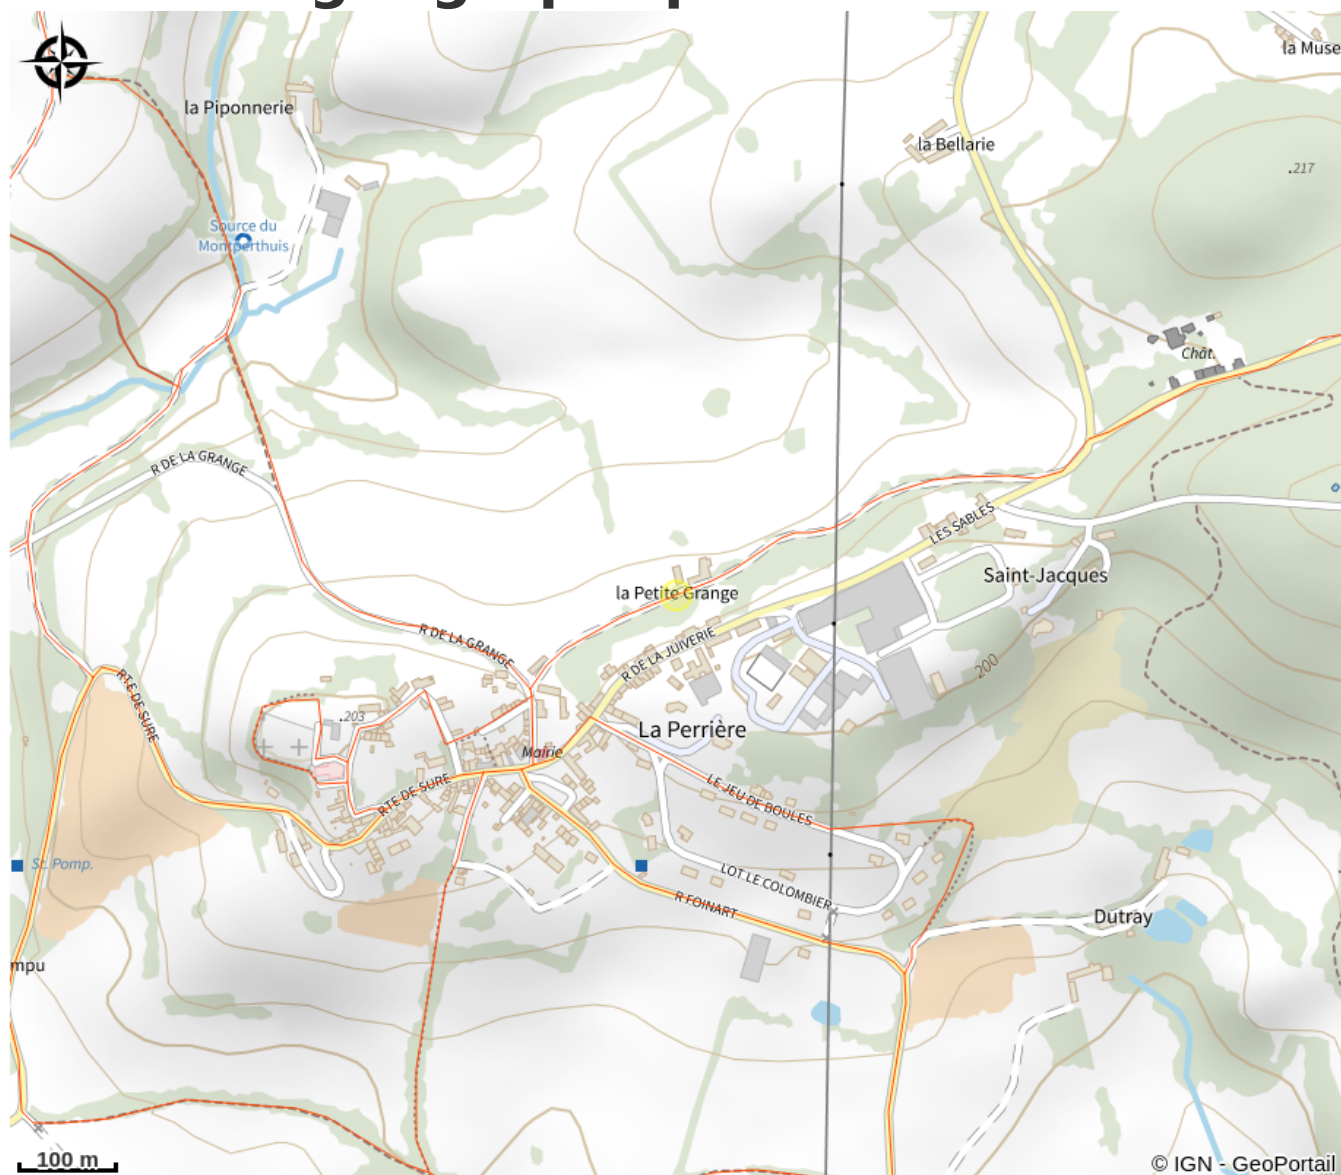 la Muse
la Piponnerie
la Bellarie
.217
Source du
Montperthuis
Chât.
R DE LA GRANGE
LES SABLES
Saint-Jacques
la Petite Grange
R DE LA GRANGE
R DE LA JUIVERIE
200
RTE DE SURE
.203
La Perrière
Mairie
RTE DE SURE
LE JEU DE BOULES
St. Pomp.
LOT LE COLOMBIER
R FOINART
Dutray
mpu
100 m
© IGN - GeoPortail